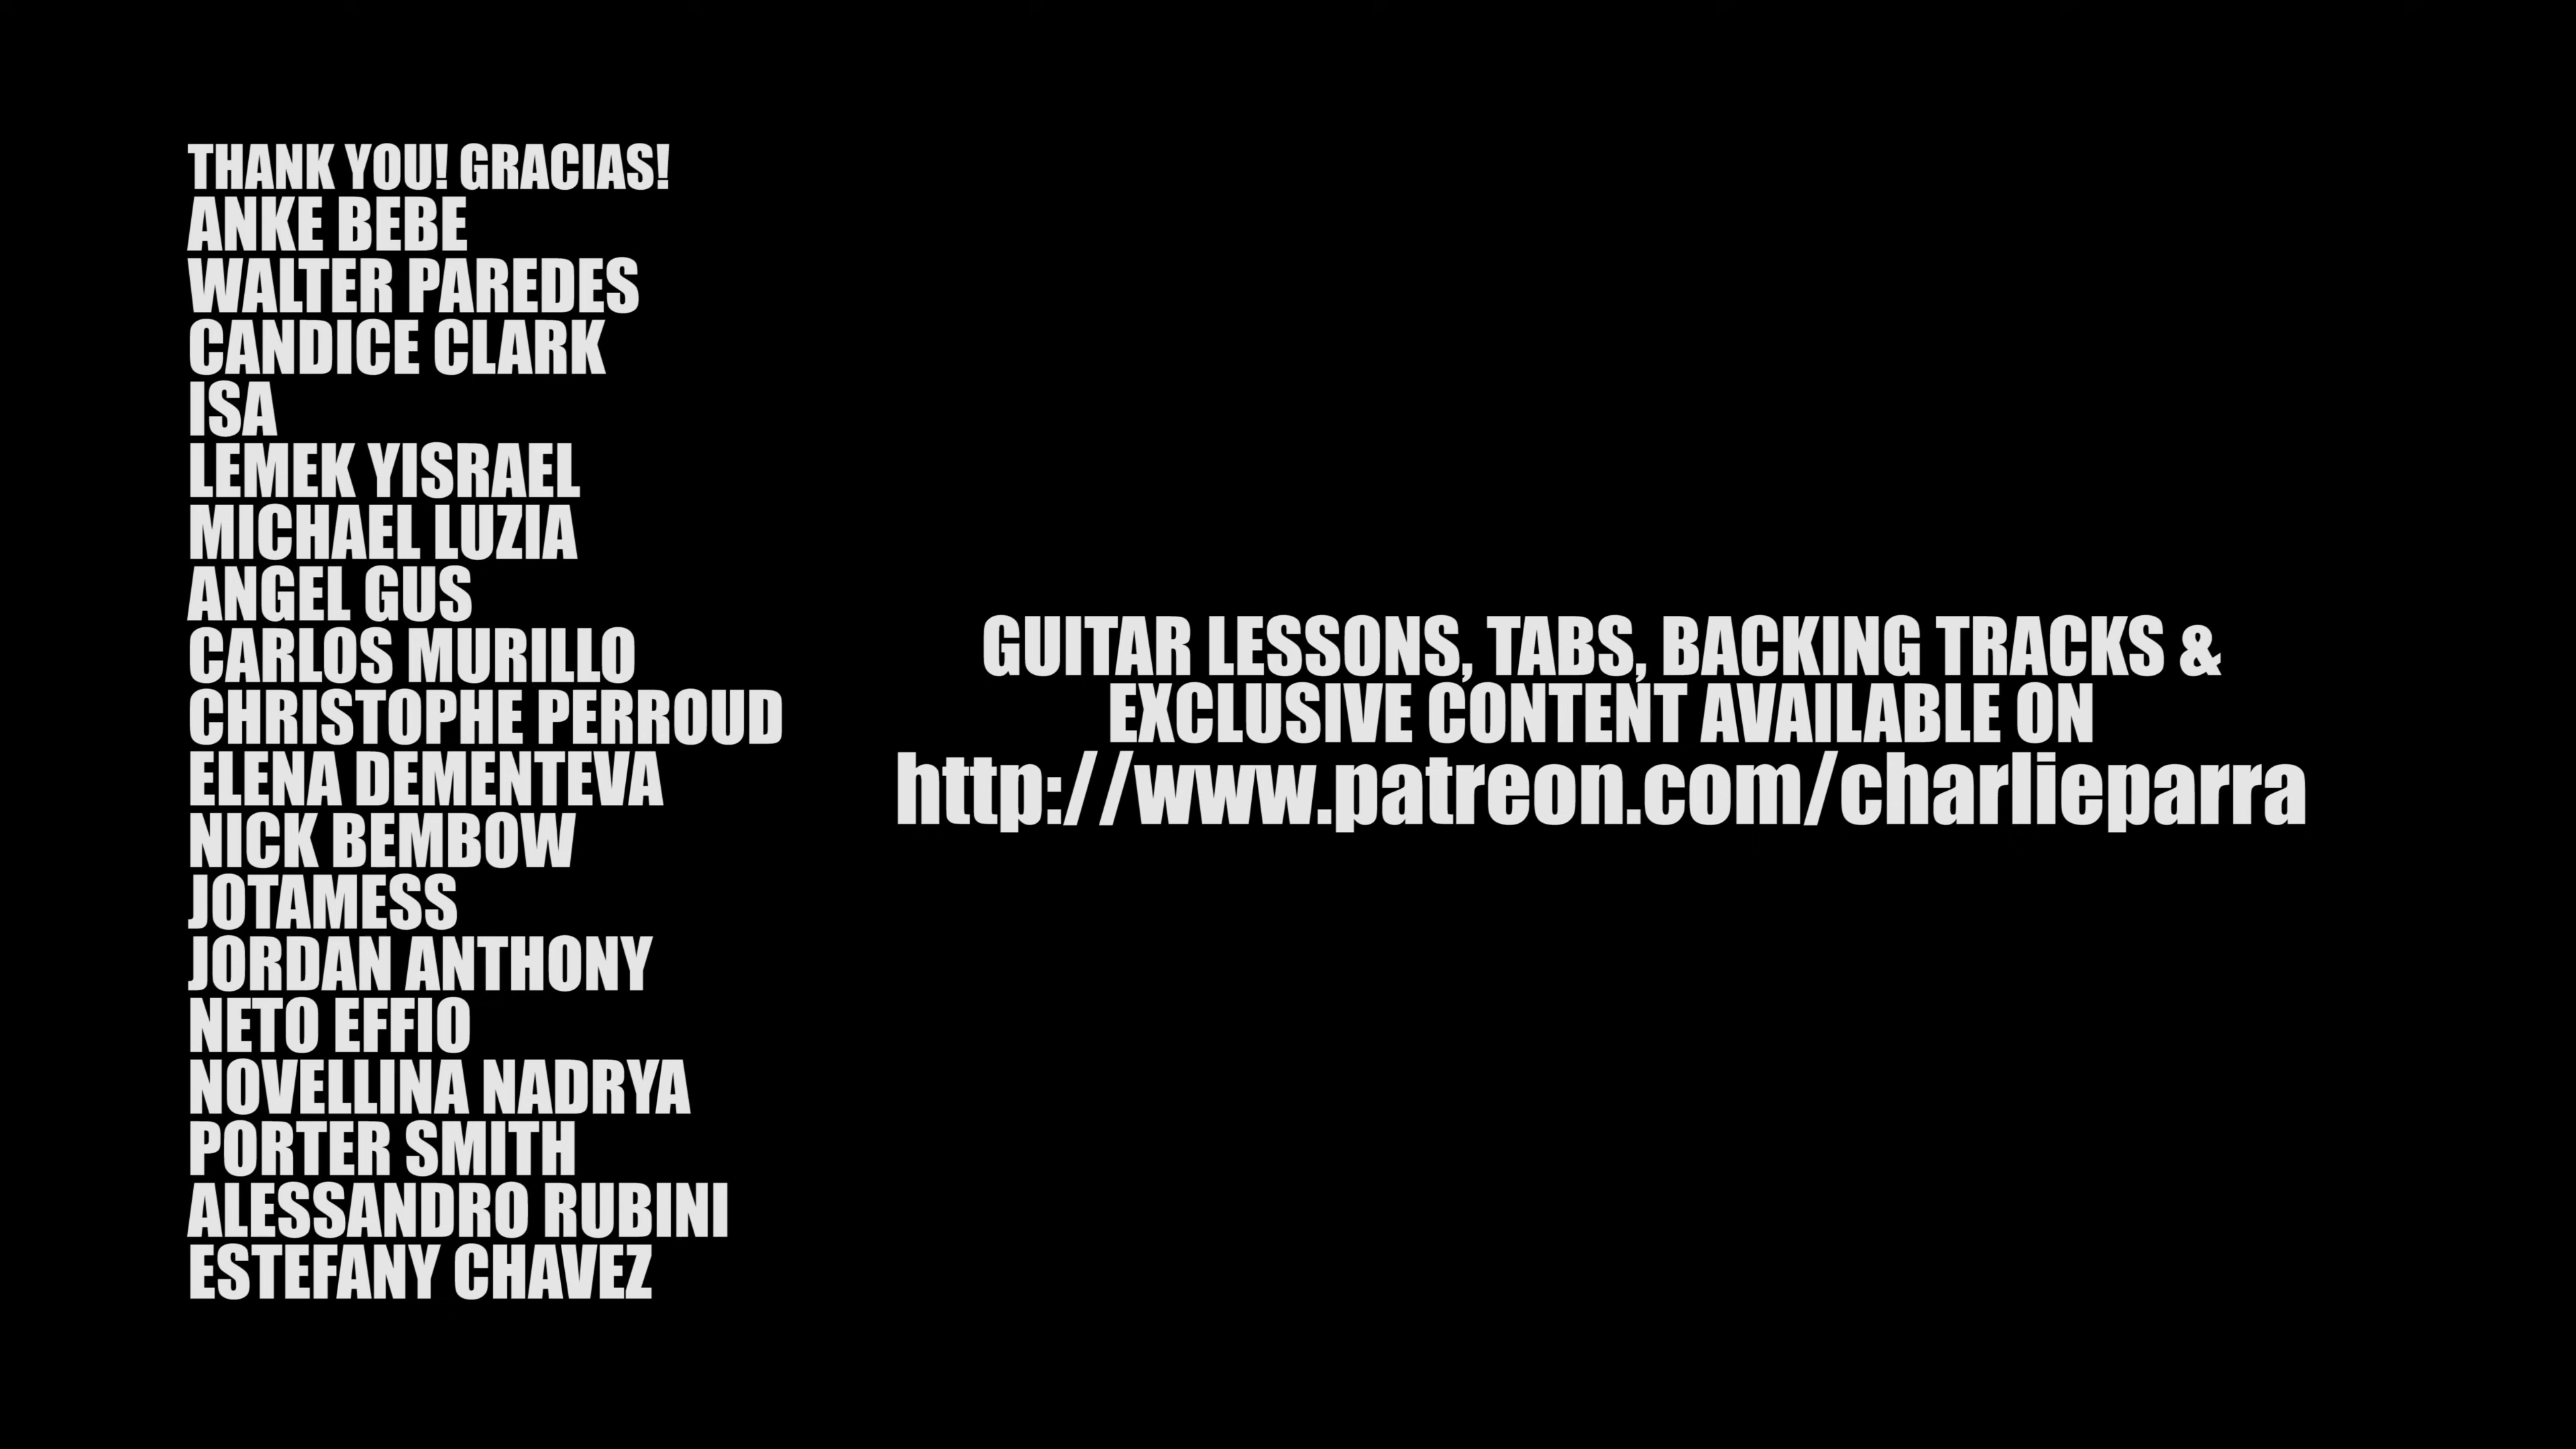 THANK YOU! GRACIAS!
ANKE BEBE
WALTER PAREDES
CANDICE CLARK
ISA
LEMEK YISRAEL
MICHAEL LUZIA
ANGEL GUS
CARLOS MURILLO
CHRISTOPHE PERROUD
ELENA DEMENTEVA
NICK BEMBOW
JOTAMESS
JORDAN ANTHONY
NETO EFFIO
NOVELLINA NADRYA
PORTER SMITH
ALESSANDRO RUBINI
ESTEFANY CHAVEZ
GUITAR LESSONS, TABS, BACKING TRACKS &
EXCLUSIVE CONTENT AVAILABLE ON
http://www.patreon.com/charlieparra